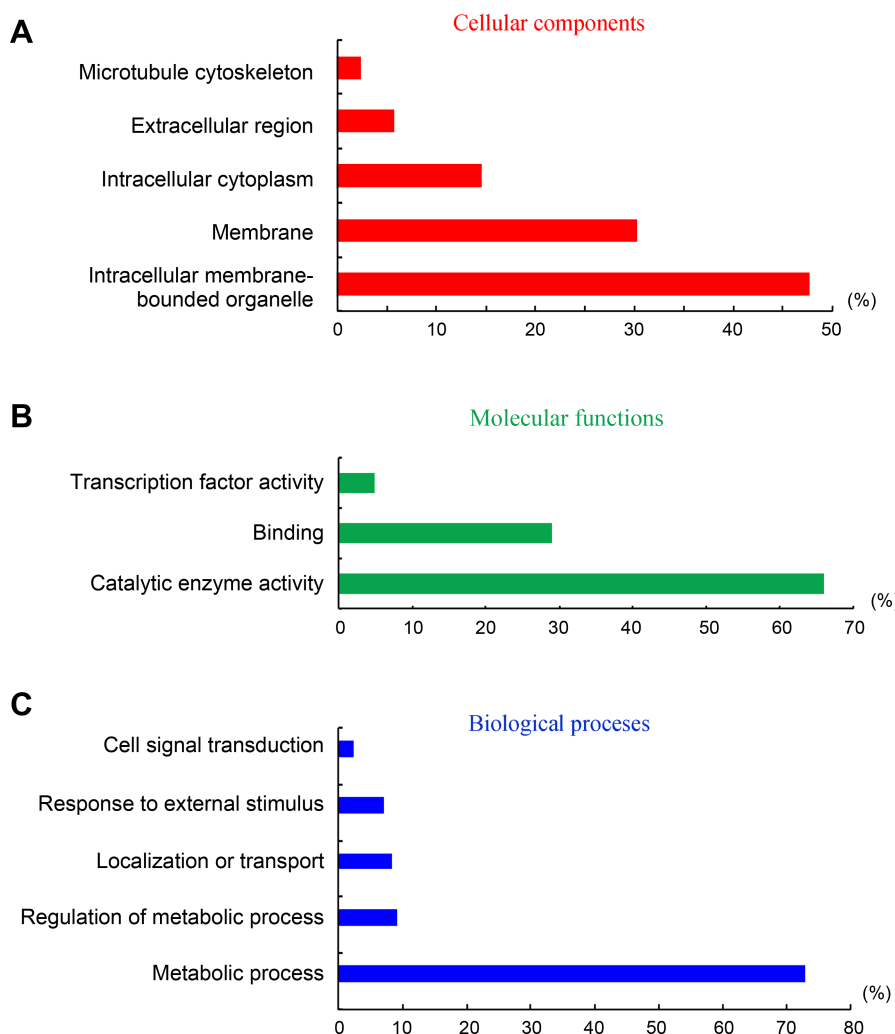 A
Cellular components
Microtubule cytoskeleton
Extracellular region
Intracellular cytoplasm
Membrane
Intracellular membrane-
bounded organelle
(%)
0 10 20 30 40 50
B
Molecular functions
Transcription factor activity
Binding
Catalytic enzyme activity
(%)
0 10 20 30 40 50 60 70
C
Biological proceses
Cell signal transduction
Response to external stimulus
Localization or transport
Regulation of metabolic process
Metabolic process
(%)
0 10 20 30 40 50 60 70 80